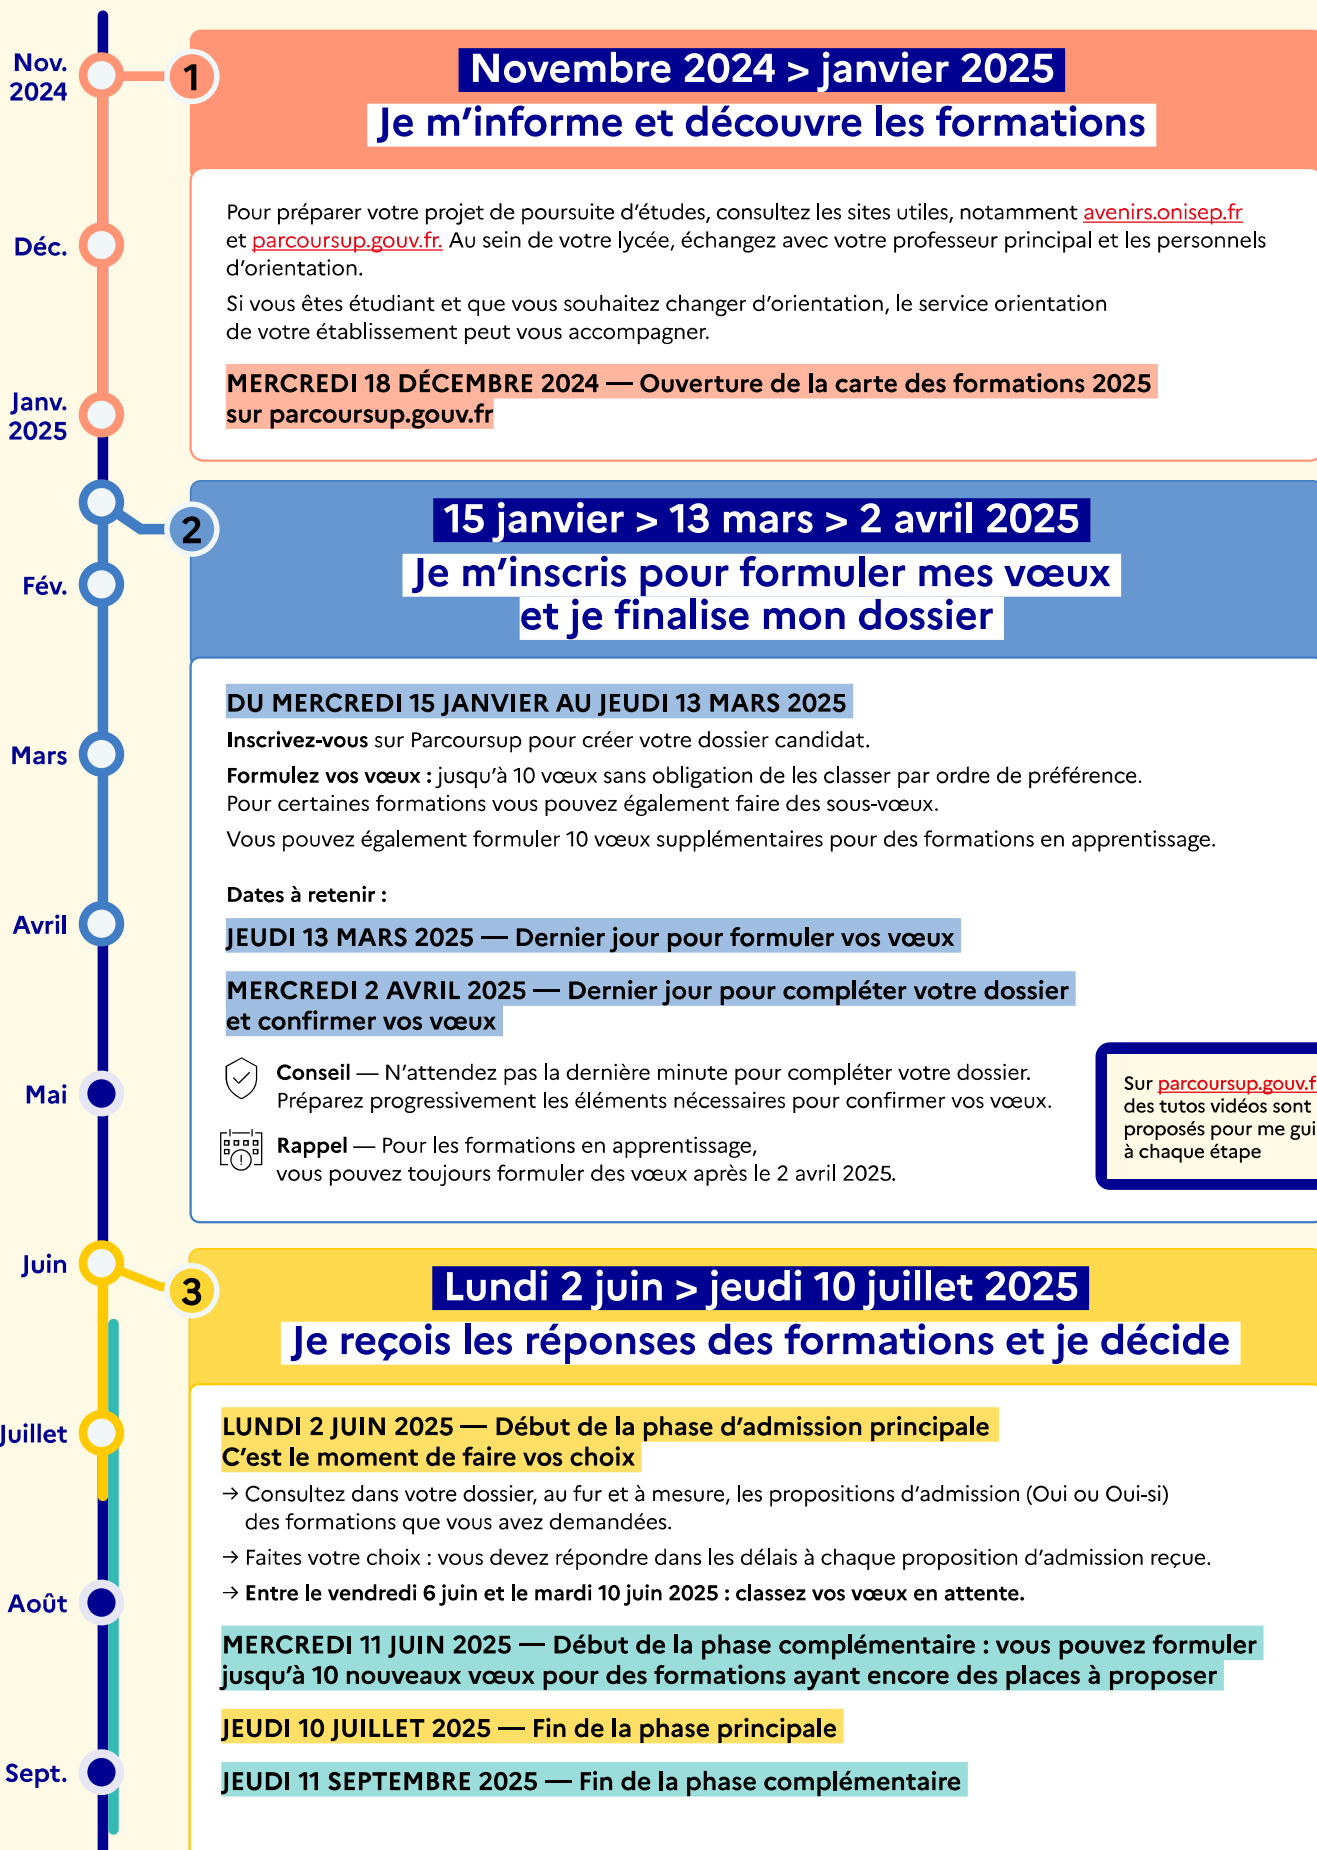 Nov.
2024
Déc.
Janv.
2025
Fév.
Mars
Avril
Mai
Juin
Juillet
Août
Sept.
1
Novembre 2024 > janvier 2025
Je m'informe et découvre les formations
Pour préparer votre projet de poursuite d'études, consultez les sites utiles, notamment avenirs.onisep.fr
et parcoursup.gouv.fr. Au sein de votre lycée, échangez avec votre professeur principal et les personnels
d'orientation.
Si vous êtes étudiant et que vous souhaitez changer d'orientation, le service orientation
de votre établissement peut vous accompagner.
MERCREDI 18 DÉCEMBRE 2024 — Ouverture de la carte des formations 2025
sur parcoursup.gouv.fr
2
15 janvier > 13 mars > 2 avril 2025
Je m'inscris pour formuler mes vœux
et je finalise mon dossier
DU MERCREDI 15 JANVIER AU JEUDI 13 MARS 2025
Inscrivez-vous sur Parcoursup pour créer votre dossier candidat.
Formulez vos vœux : jusqu'à 10 vœux sans obligation de les classer par ordre de préférence.
Pour certaines formations vous pouvez également faire des sous-vœux.
Vous pouvez également formuler 10 vœux supplémentaires pour des formations en apprentissage.
Dates à retenir :
JEUDI 13 MARS 2025 — Dernier jour pour formuler vos vœux
MERCREDI 2 AVRIL 2025 — Dernier jour pour compléter votre dossier
et confirmer vos vœux
Conseil — N'attendez pas la dernière minute pour compléter votre dossier.
Préparez progressivement les éléments nécessaires pour confirmer vos vœux.
Rappel — Pour les formations en apprentissage,
vous pouvez toujours formuler des vœux après le 2 avril 2025.
Sur parcoursup.gouv.f
des tutos vidéos sont
proposés pour me gui
à chaque étape
3
Lundi 2 juin > jeudi 10 juillet 2025
Je reçois les réponses des formations et je décide
LUNDI 2 JUIN 2025 — Début de la phase d'admission principale
C'est le moment de faire vos choix
→ Consultez dans votre dossier, au fur et à mesure, les propositions d'admission (Oui ou Oui-si)
des formations que vous avez demandées.
→ Faites votre choix : vous devez répondre dans les délais à chaque proposition d'admission reçue.
→ Entre le vendredi 6 juin et le mardi 10 juin 2025 : classez vos vœux en attente.
MERCREDI 11 JUIN 2025 — Début de la phase complémentaire : vous pouvez formuler
jusqu'à 10 nouveaux vœux pour des formations ayant encore des places à proposer
JEUDI 10 JUILLET 2025 — Fin de la phase principale
JEUDI 11 SEPTEMBRE 2025 — Fin de la phase complémentaire